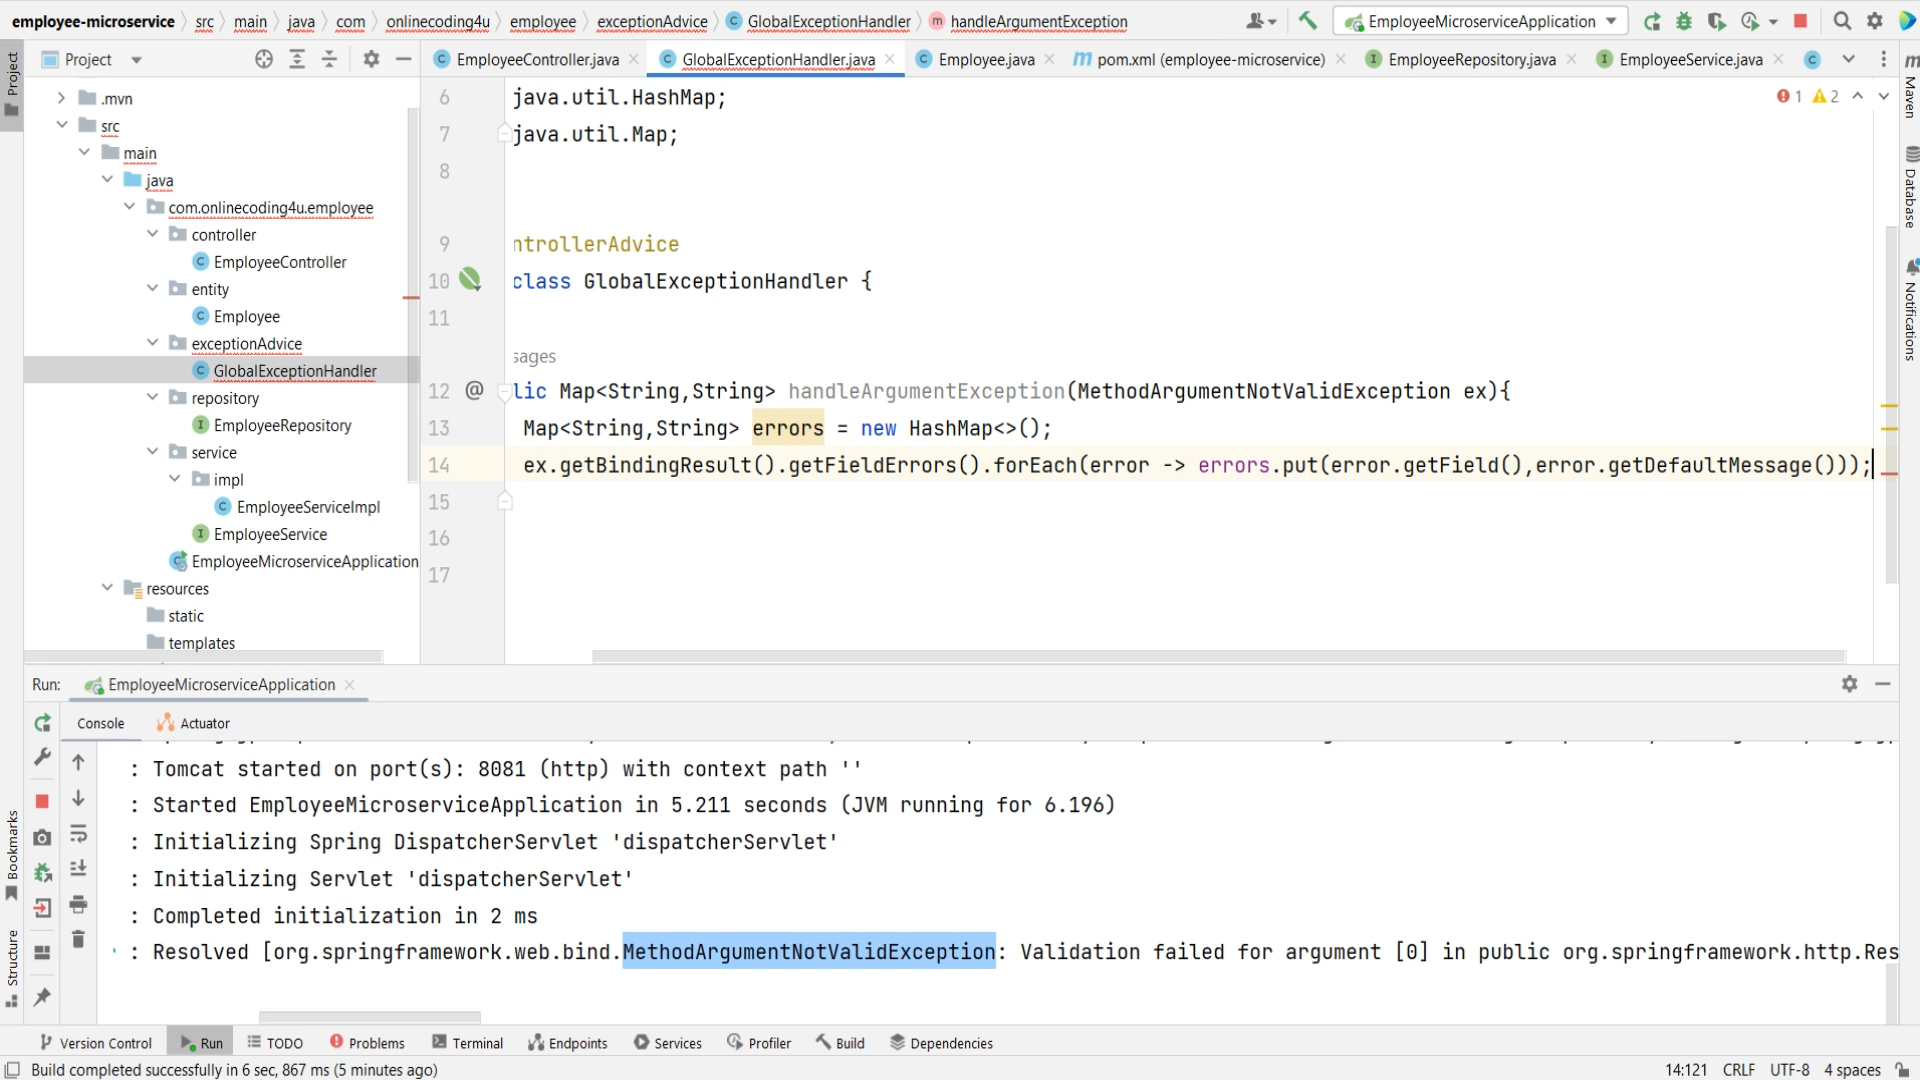 employee-microservice src main java com onlinecoding4u employee exceptionAdvice GlobalExceptionHandler handleArgumentException EmployeeMicroserviceApplication
Project
EmployeeController.java GlobalExceptionHandler.java Employee.java pom.xml (employee-microservice) EmployeeRepository.java EmployeeService.java
Project
.mvn
src
main
java
com.onlinecoding4u.employee
controller
EmployeeController
entity
Employee
exceptionAdvice
GlobalExceptionHandler
repository
EmployeeRepository
service
impl
EmployeeServiceImpl
EmployeeService
EmployeeMicroserviceApplication
resources
static
templates
1 2
6 java.util.HashMap;
7 java.util.Map;
8
9 ntrollerAdvice
10 class GlobalExceptionHandler {
11
sages
12 @ lic Map<String,String> handleArgumentException(MethodArgumentNotValidException ex){
13 Map<String,String> errors = new HashMap<>();
14 ex.getBindingResult().getFieldErrors().forEach(error -> errors.put(error.getField(),error.getDefaultMessage()));
15
16
17
Maven
Database
Notifications
Run: EmployeeMicroserviceApplication
Console Actuator
: Tomcat started on port(s): 8081 (http) with context path ''
: Started EmployeeMicroserviceApplication in 5.211 seconds (JVM running for 6.196)
: Initializing Spring DispatcherServlet 'dispatcherServlet'
: Initializing Servlet 'dispatcherServlet'
: Completed initialization in 2 ms
: Resolved [org.springframework.web.bind.MethodArgumentNotValidException: Validation failed for argument [0] in public org.springframework.http.Res
Bookmarks
Structure
Version Control Run TODO Problems Terminal Endpoints Services Profiler Build Dependencies
Build completed successfully in 6 sec, 867 ms (5 minutes ago) 14:121 CRLF UTF-8 4 spaces